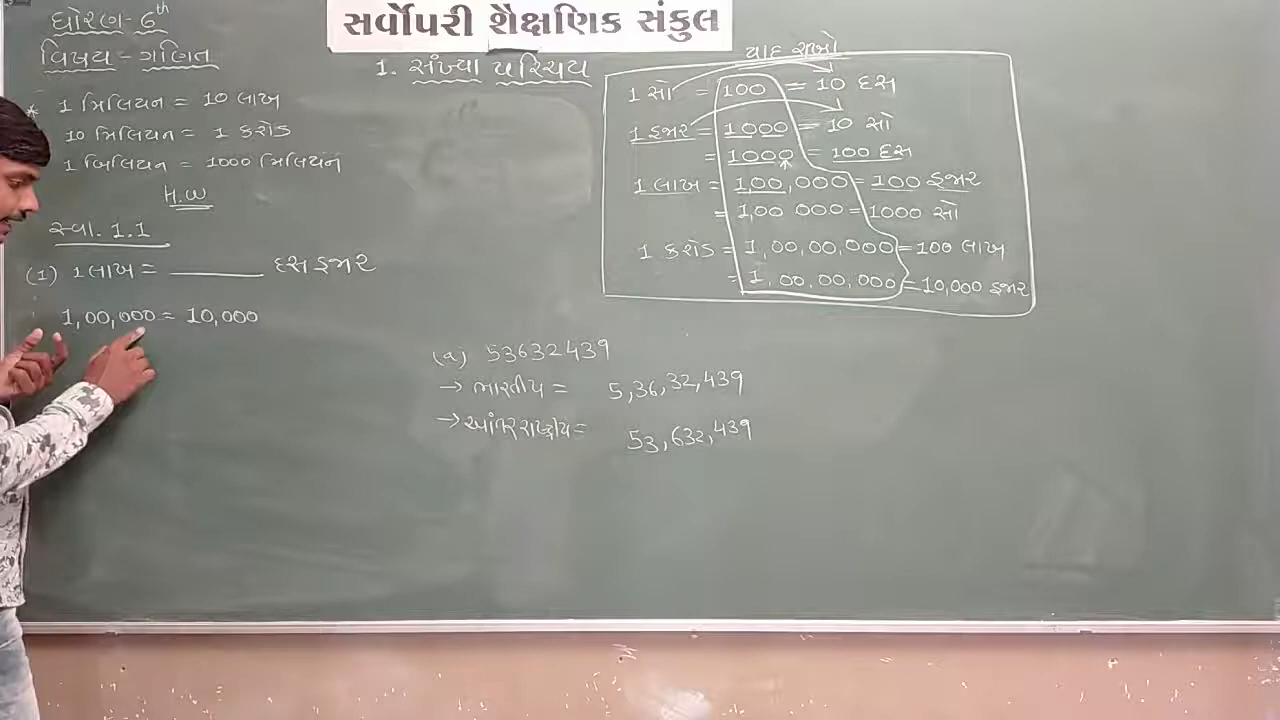 સર્વોપરી શૈક્ષણિક સંકુલ
ધોરણ - 6th
વિષય - ગણિત
1. સંખ્યા પરિચય
* 1 મિલિયન = 10 લાખ
10 મિલિયન = 1 કરોડ
1 બિલિયન = 1000 મિલિયન
H.W
સ્વા. 1.1
(1) 1 લાખ = ______ દસ હજાર
1,00,000 = 10,000
યાદ રાખો
1 સો = 100 = 10 દસ
1 હજાર = 1000 = 10 સો
= 1000 = 100 દસ
1 લાખ = 1,00,000 = 100 હજાર
= 1,00 000 = 1000 સો
1 કરોડ = 1,00,00,000 = 100 લાખ
= 1,00,00,000 = 10,000 હજાર
(a) 53632439
→ ભારતીય = 5,36,32,439
→ આંતરરાષ્ટ્રીય = 53,632,439